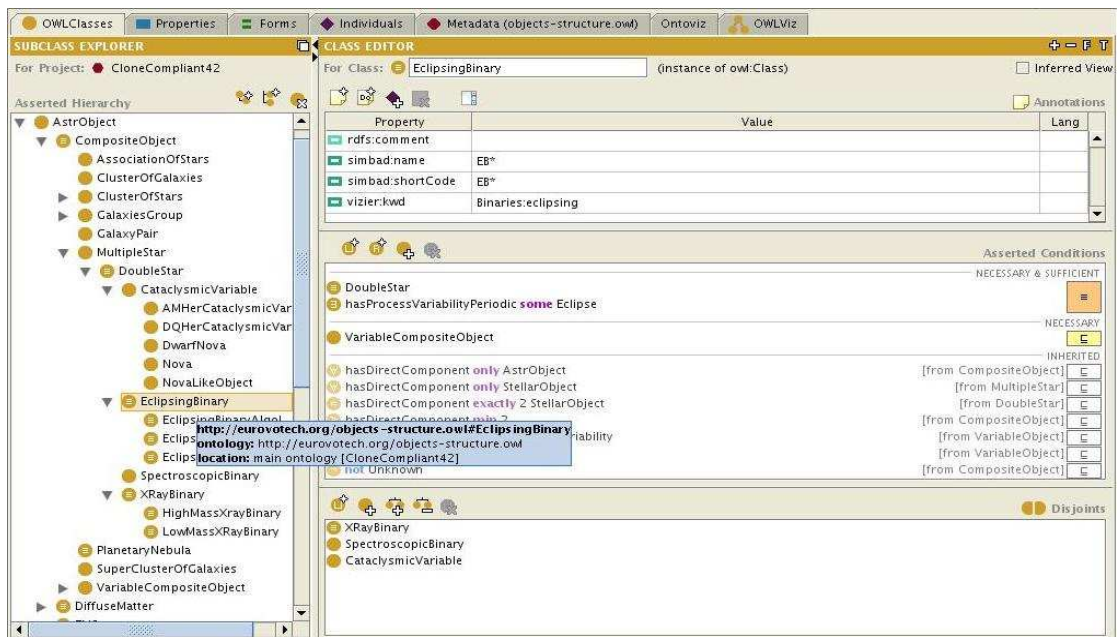 OWLClasses Properties Forms Individuals Metadata (objects-structure.owl) Ontoviz OWLViz
SUBCLASS EXPLORER
For Project: CloneCompliant42
Asserted Hierarchy
AstrObject
CompositeObject
AssociationOfStars
ClusterOfGalaxies
ClusterOfStars
GalaxiesGroup
GalaxyPair
MultipleStar
DoubleStar
CataclysmicVariable
AMHerCataclysmicVar
DQHerCataclysmicVar
DwarfNova
Nova
NovaLikeObject
EclipsingBinary
EclipsingBinaryAlgol
Eclips
Eclips
SpectroscopicBinary
XRayBinary
HighMassXrayBinary
LowMassXRayBinary
PlanetaryNebula
SuperClusterOfGalaxies
VariableCompositeObject
DiffuseMatter
http://eurovotech.org/objects-structure.owl#EclipsingBinary
ontology: http://eurovotech.org/objects-structure.owl
location: main ontology [CloneCompliant42]
CLASS EDITOR
F T
For Class: EclipsingBinary (instance of owl:Class) Inferred View
Annotations
Property Value Lang
rdfs:comment
simbad:name EB*
simbad:shortCode EB*
vizier:kwd Binaries:eclipsing
Asserted Conditions
NECESSARY & SUFFICIENT
DoubleStar
hasProcessVariabilityPeriodic some Eclipse
NECESSARY
VariableCompositeObject
INHERITED
hasDirectComponent only AstrObject [from CompositeObject]
hasDirectComponent only StellarObject [from MultipleStar]
hasDirectComponent exactly 2 StellarObject [from DoubleStar]
hasDirectComponent min 2 [from CompositeObject]
riability [from VariableObject]
[from VariableObject]
not Unknown [from CompositeObject]
Disjoints
XRayBinary
SpectroscopicBinary
CataclysmicVariable